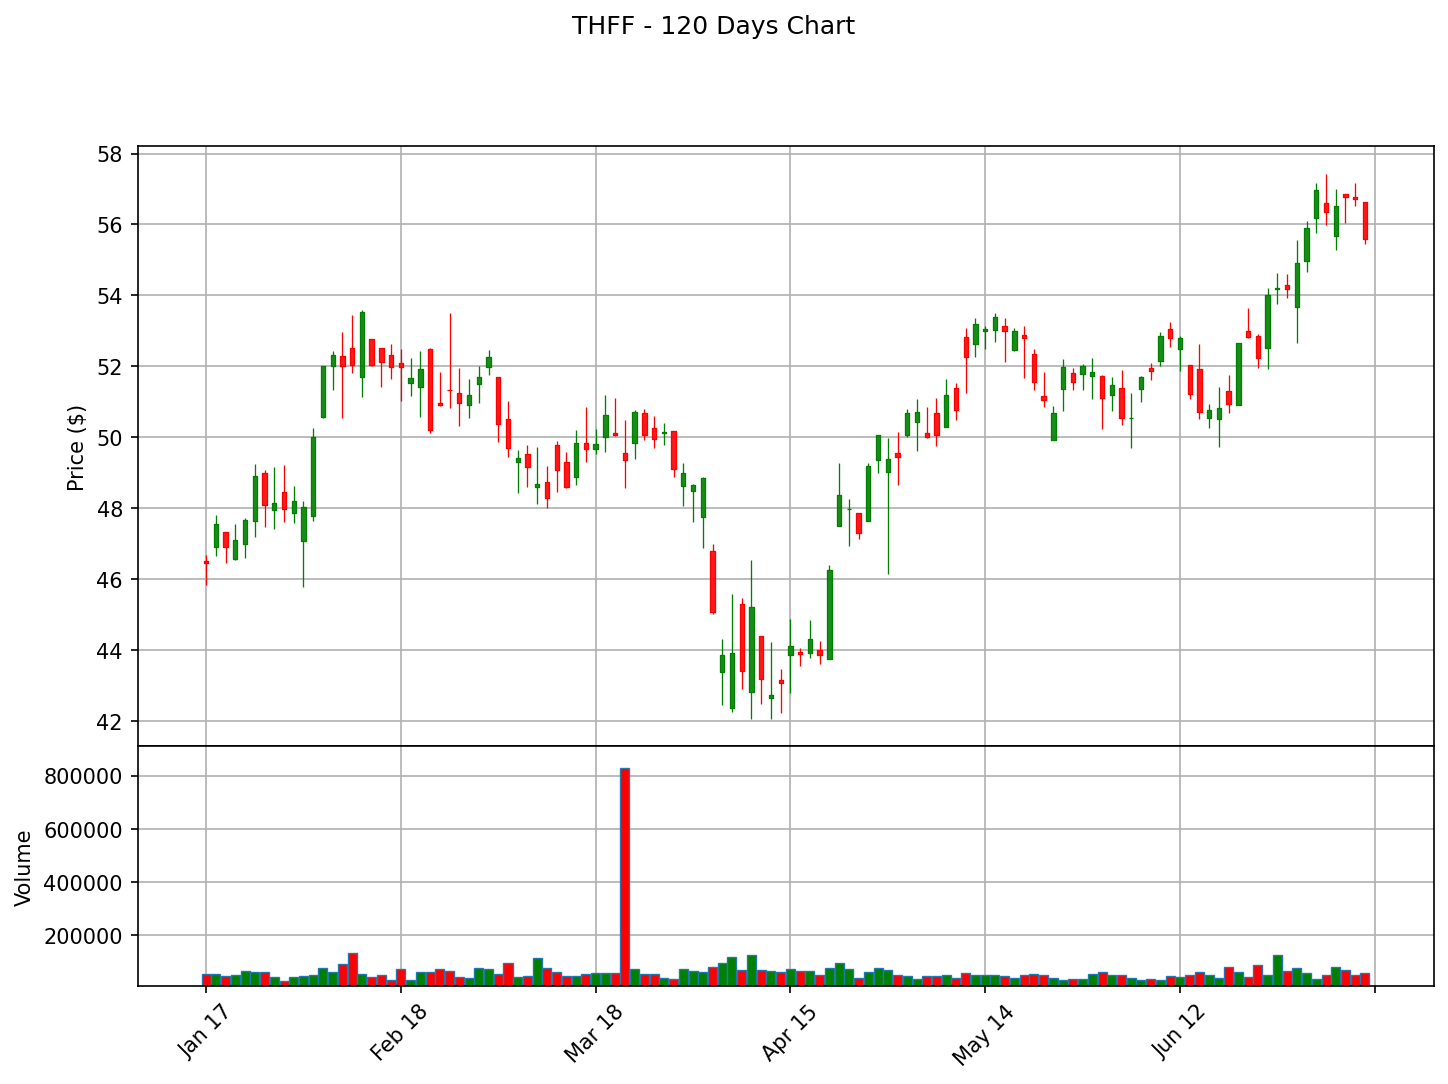 THFF - 120 Days Chart
58
56
54
52
50
48
46
44
42
Price ($)
800000
600000
400000
200000
Volume
Jan 17
Feb 18
Mar 18
Apr 15
May 14
Jun 12